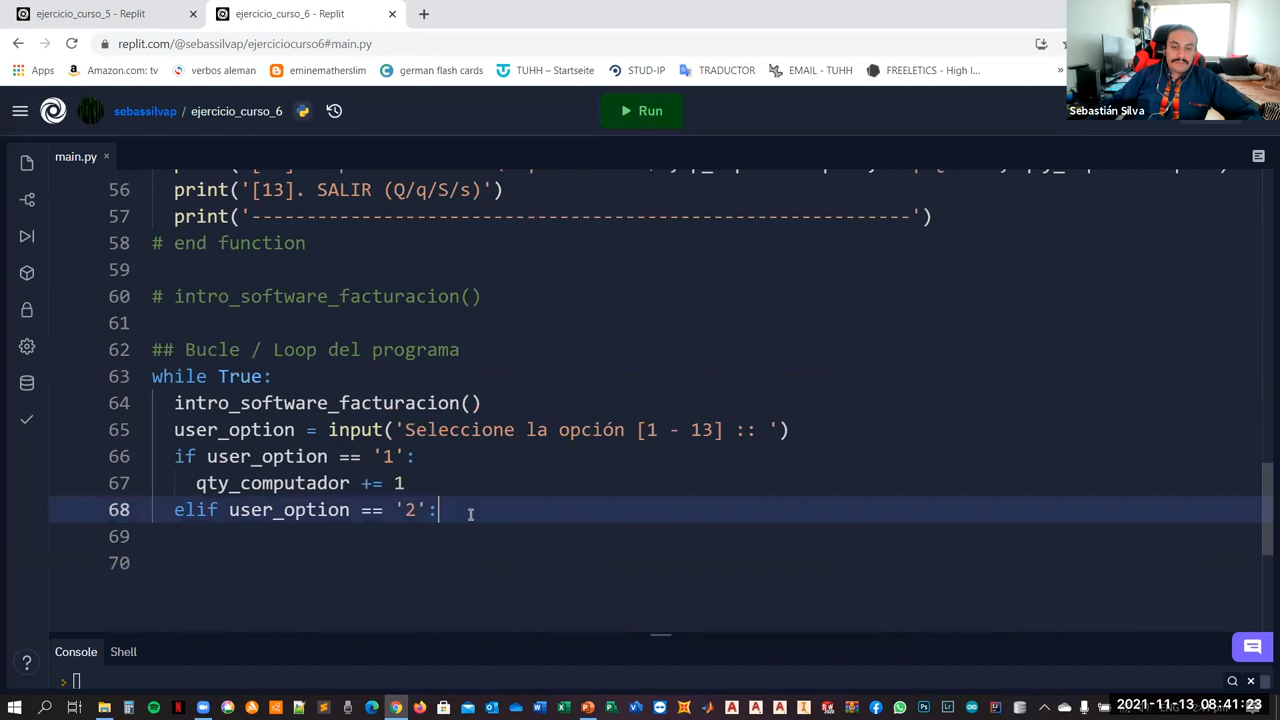 ejercicio_curso_5 - Replit
ejercicio_curso_6 - Replit
replit.com/@sebassilvap/ejerciciocurso6#main.py
Apps
Amazon.com: tv
verbos aleman
eminematherslim
german flash card
TUHH – Startseite
STUD-IP
TRADUCTOR
EMAIL - TUHH
FREELETICS - High I...
Sebastián Silva
sebassilvap / ejercicio_curso_6
Run
main.py
56 print('[13]. SALIR (Q/q/S/s)')
57 print('------------------------------------------------------------')
58 # end function
59
60 # intro_software_facturacion()
61
62 ## Bucle / Loop del programa
63 while True:
64 intro_software_facturacion()
65 user_option = input('Seleccione la opción [1 - 13] :: ')
66 if user_option == '1':
67 qty_computador += 1
68 elif user_option == '2':
69
70
Console
Shell
2021-11-13 08:41:23